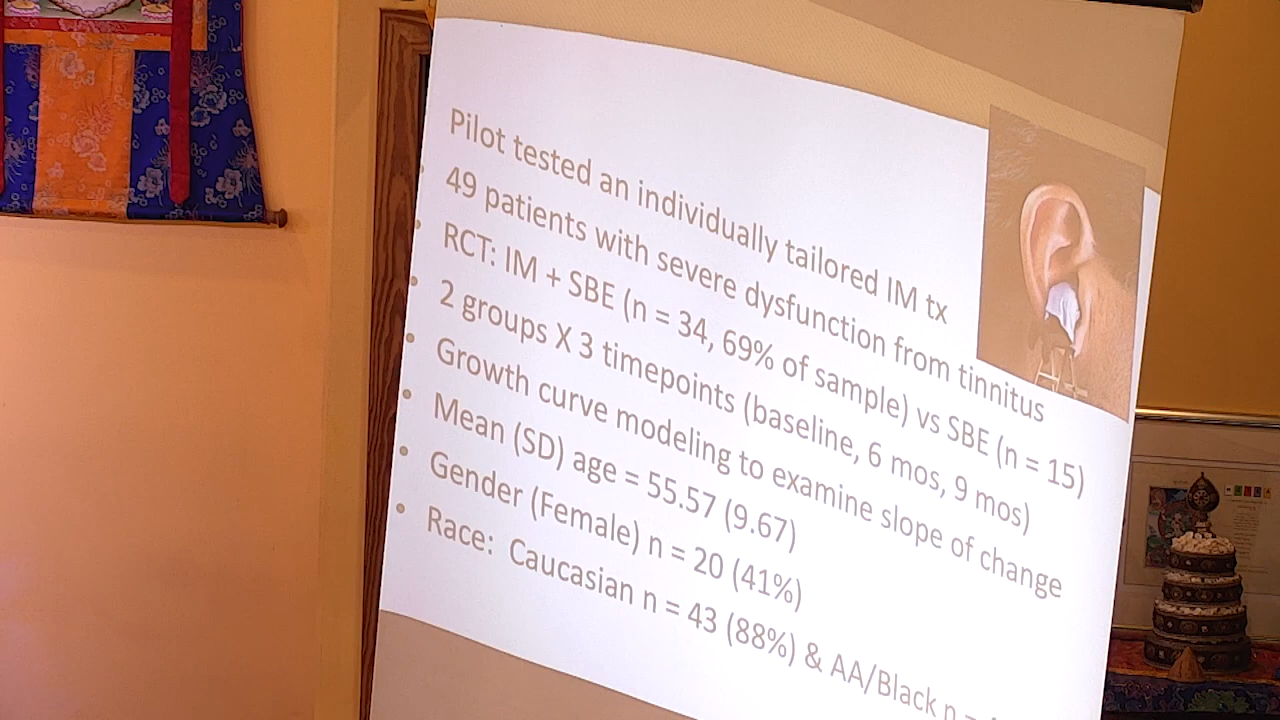 Pilot tested an individually tailored IM tx
• 49 patients with severe dysfunction from tinnitus
• RCT: IM + SBE (n = 34, 69% of sample) vs SBE (n = 15)
• 2 groups X 3 timepoints (baseline, 6 mos, 9 mos)
• Growth curve modeling to examine slope of change
• Mean (SD) age = 55.57 (9.67)
• Gender (Female) n = 20 (41%)
• Race: Caucasian n = 43 (88%) & AA/Black n =